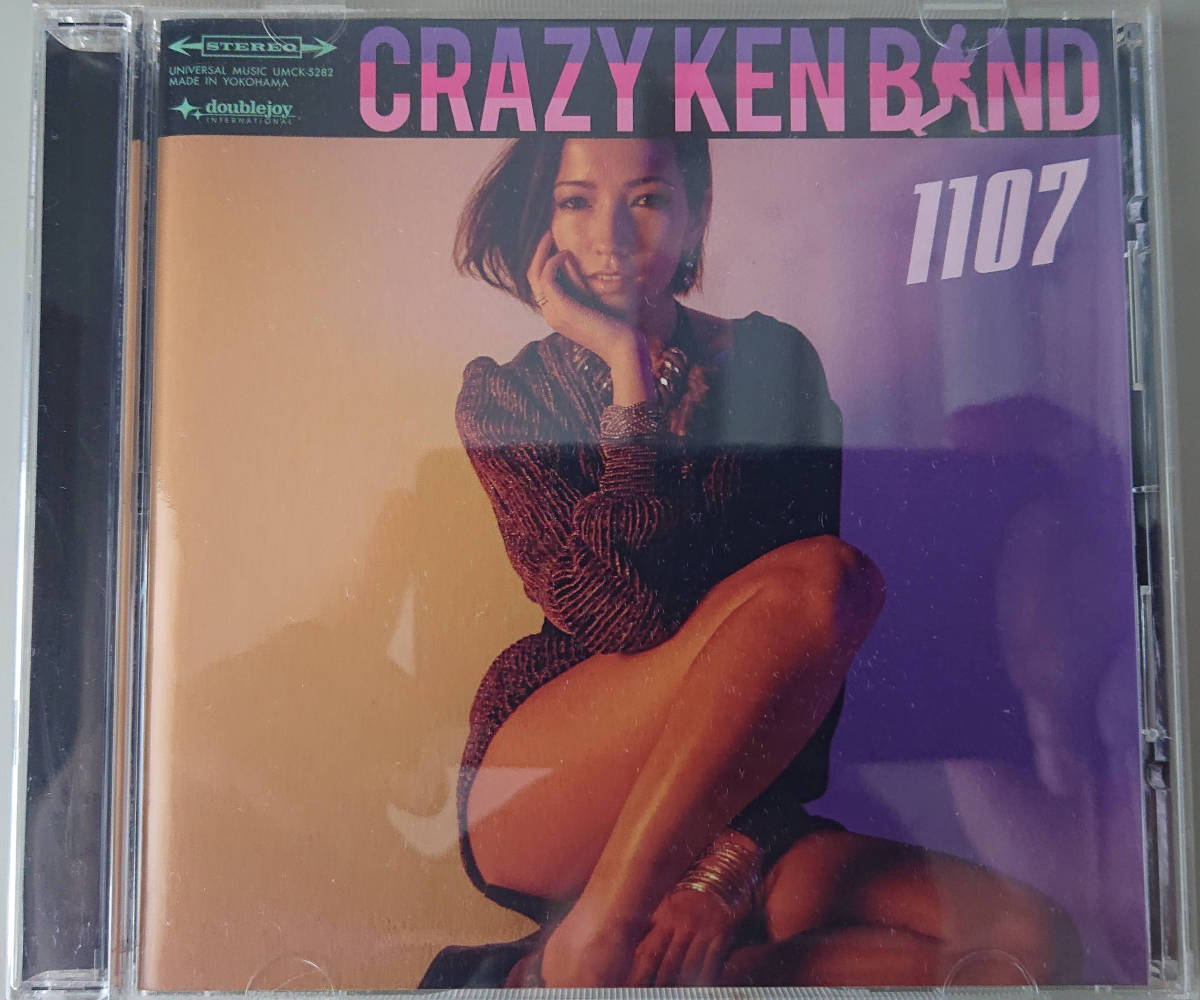 STEREO
UNIVERSAL MUSIC UMCK-5282
MADE IN YOKOHAMA
doublejoy
INTERNATIONAL
CRAZY KEN BAND
1107